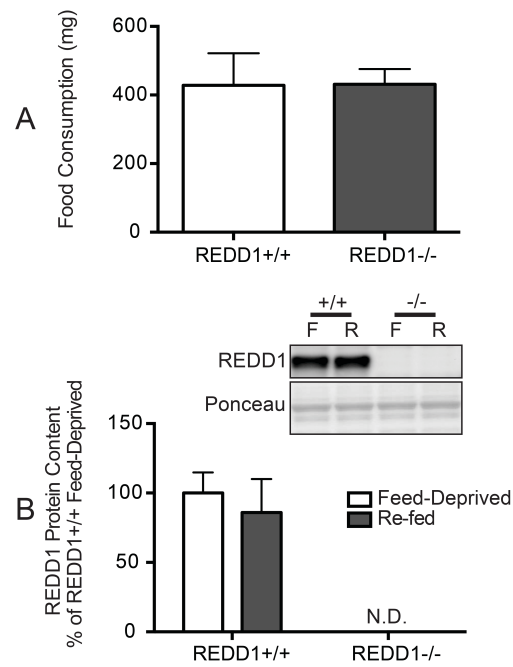 A
Food Consumption (mg)
600
400
200
0
REDD1+/+
REDD1-/-
+/+
-/-
F
R
F
R
REDD1
Ponceau
B
REDD1 Protein Content
% of REDD1+/+ Feed-Deprived
150
100
50
0
Feed-Deprived
Re-fed
N.D.
REDD1+/+
REDD1-/-